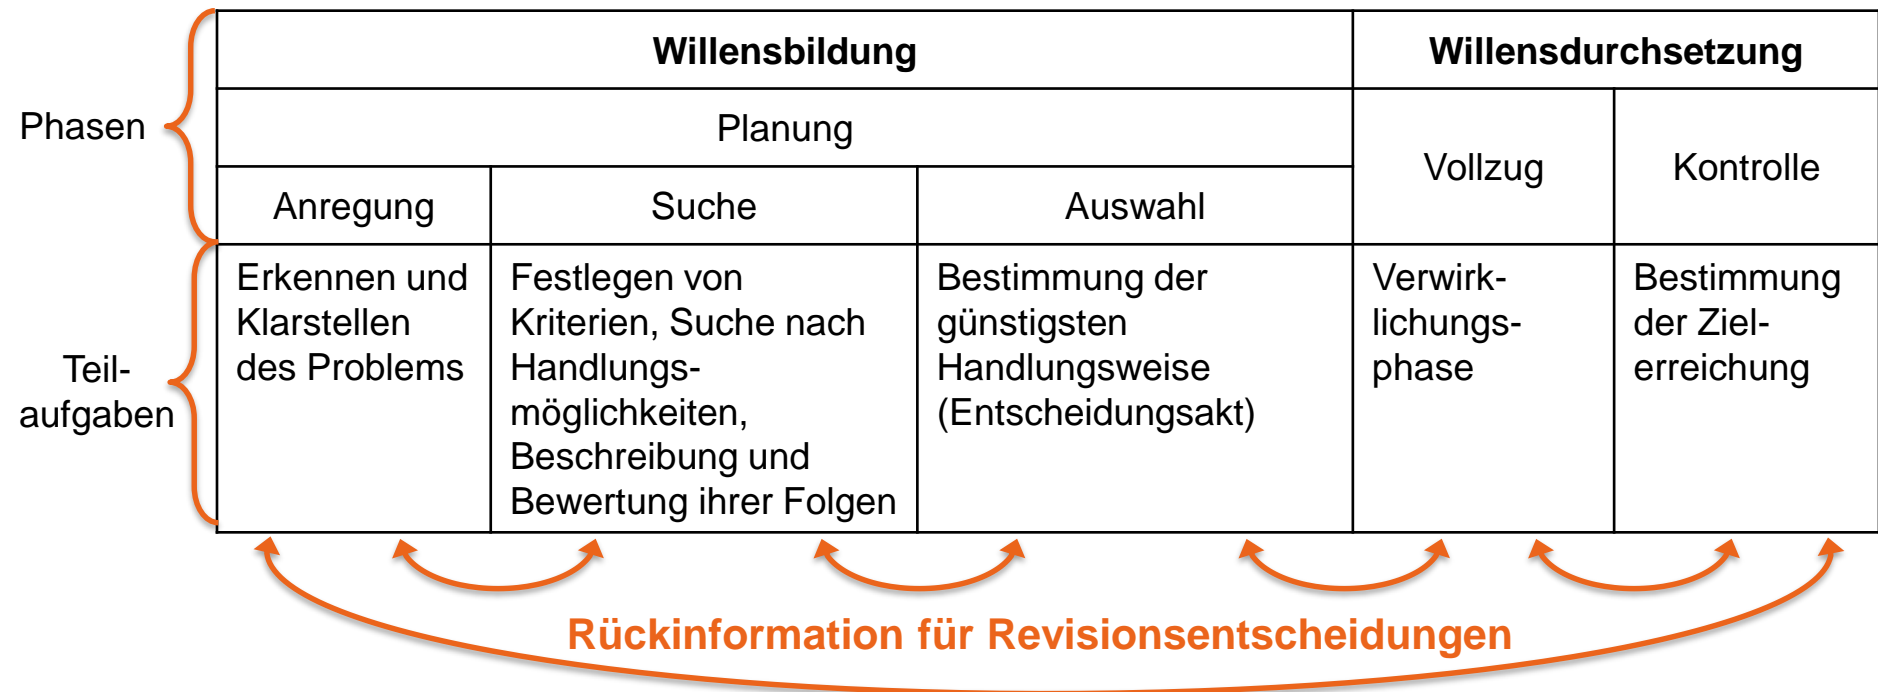 Willensbildung
Willensdurchsetzung
Phasen
Planung
Vollzug
Kontrolle
Anregung
Suche
Auswahl
Teil-
aufgaben
Erkennen und
Klarstellen
des Problems
Festlegen von
Kriterien, Suche nach
Handlungs-
möglichkeiten,
Beschreibung und
Bewertung ihrer Folgen
Bestimmung der
günstigsten
Handlungsweise
(Entscheidungsakt)
Verwirk-
lichungs-
phase
Bestimmung
der Ziel-
erreichung
Rückinformation für Revisionsentscheidungen